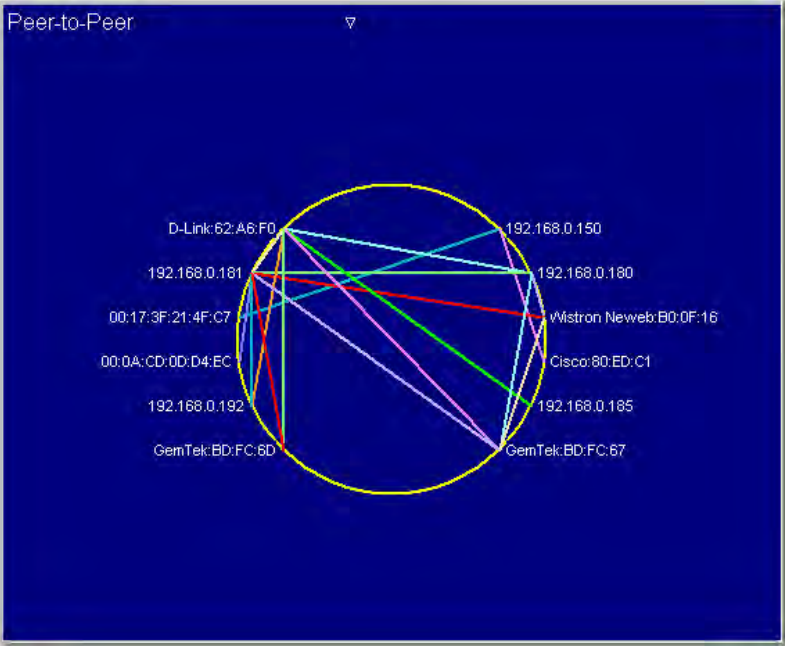 Peer-to-Peer
D-Link:62:A6:F0
192.168.0.150
192.168.0.181
192.168.0.180
00:17:3F:21:4F:C7
Wistron Neweb:B0:0F:16
00:0A:CD:0D:D4:EC
Cisco:80:ED:C1
192.168.0.192
192.168.0.185
GemTek:BD:FC:6D
GemTek:BD:FC:67